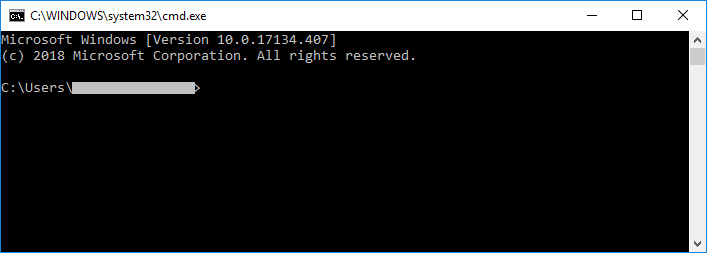 C:\WINDOWS\system32\cmd.exe
Microsoft Windows [Version 10.0.17134.407]
(c) 2018 Microsoft Corporation. All rights reserved.
C:\Users\>